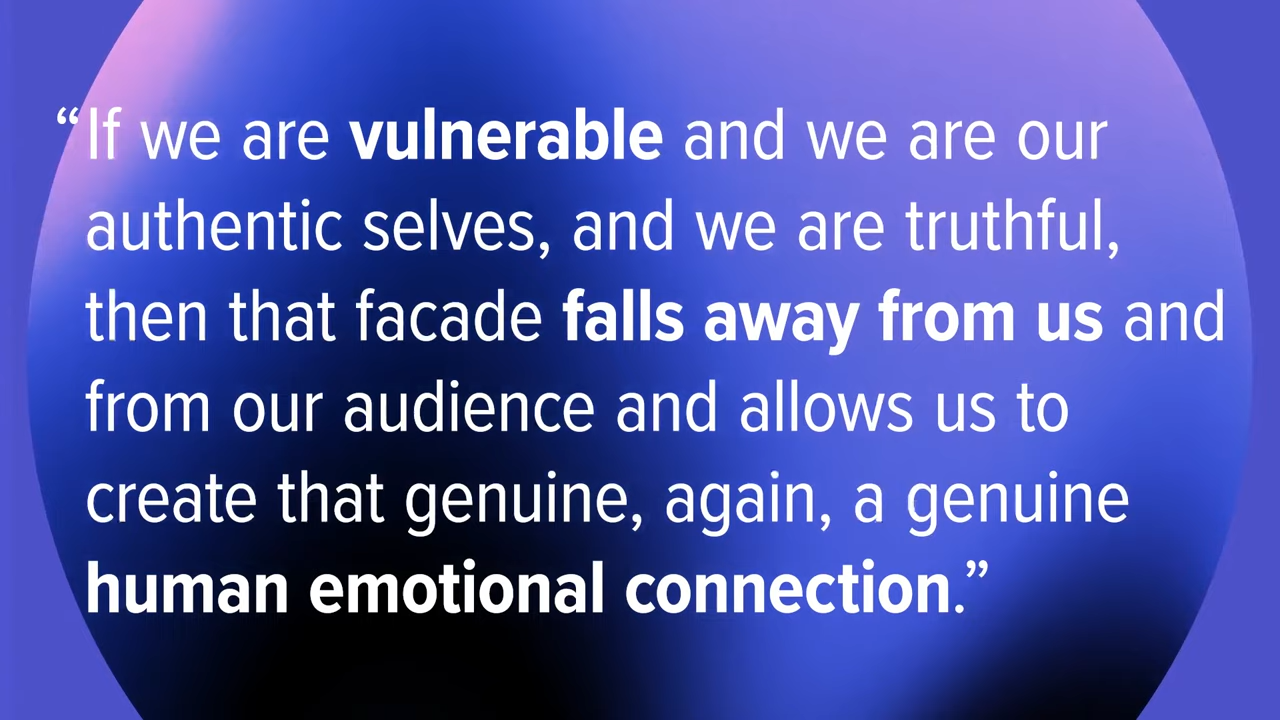 “If we are vulnerable and we are our
authentic selves, and we are truthful,
then that facade falls away from us and
from our audience and allows us to
create that genuine, again, a genuine
human emotional connection.”